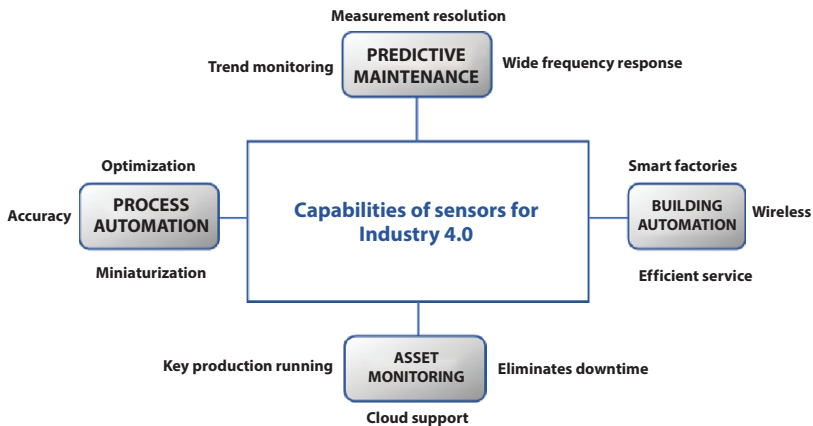 Measurement resolution
Trend monitoring
PREDICTIVE
MAINTENANCE
Wide frequency response
Optimization
Accuracy
PROCESS
AUTOMATION
Miniaturization
Capabilities of sensors for
Industry 4.0
Smart factories
BUILDING
AUTOMATION
Wireless
Efficient service
Key production running
ASSET
MONITORING
Eliminates downtime
Cloud support